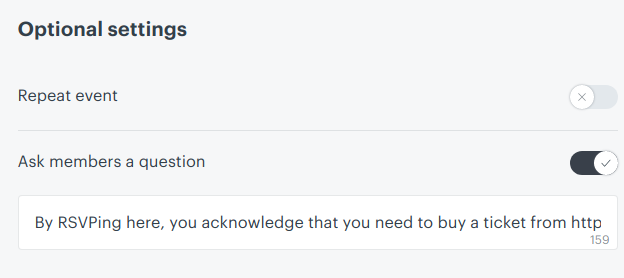 Optional settings
Repeat event
Ask members a question
By RSVPing here, you acknowledge that you need to buy a ticket from http
159